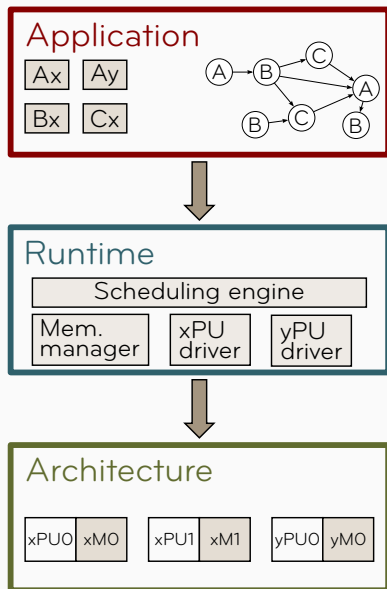 Application
Ax Ay
Bx Cx
A B C A
B C B
Runtime
Scheduling engine
Mem. manager
xPU driver
yPU driver
Architecture
xPU0 xM0 xPU1 xM1 yPU0 yM0